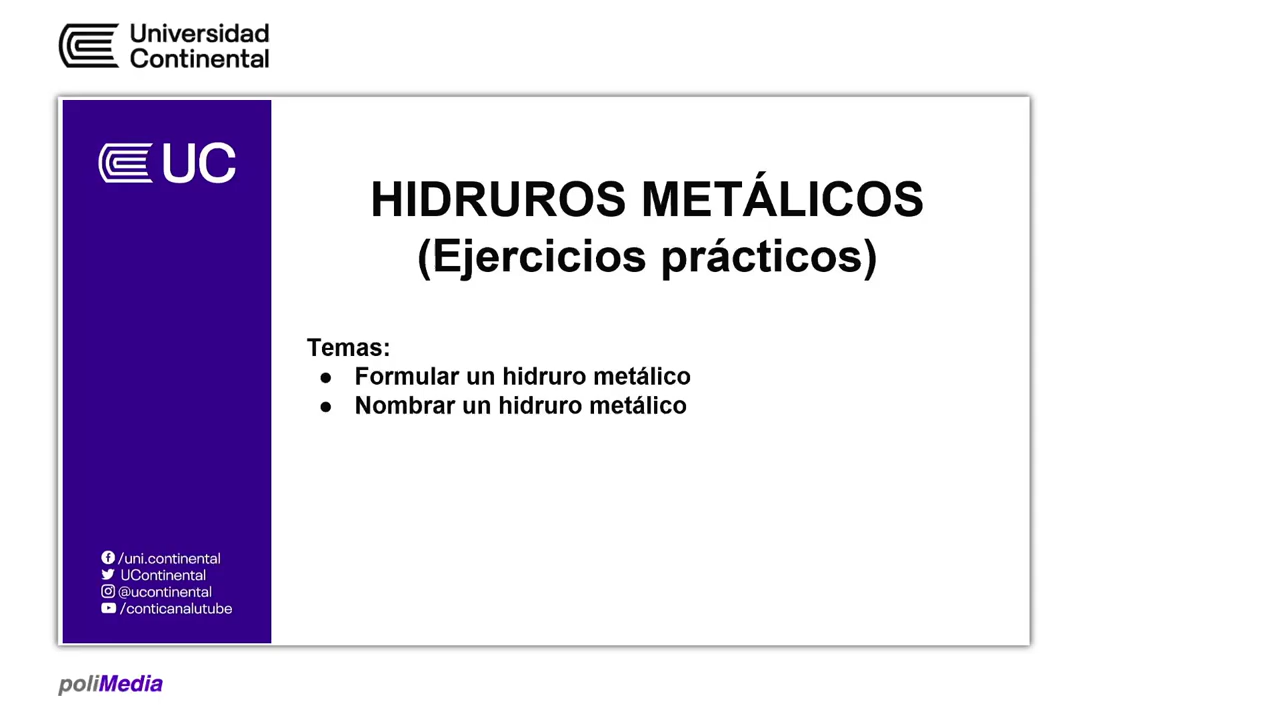 Universidad
Continental
UC
HIDRUROS METÁLICOS
(Ejercicios prácticos)
Temas:
● Formular un hidruro metálico
● Nombrar un hidruro metálico
/uni.continental
UContinental
@ucontinental
/conticanalutube
poliMedia